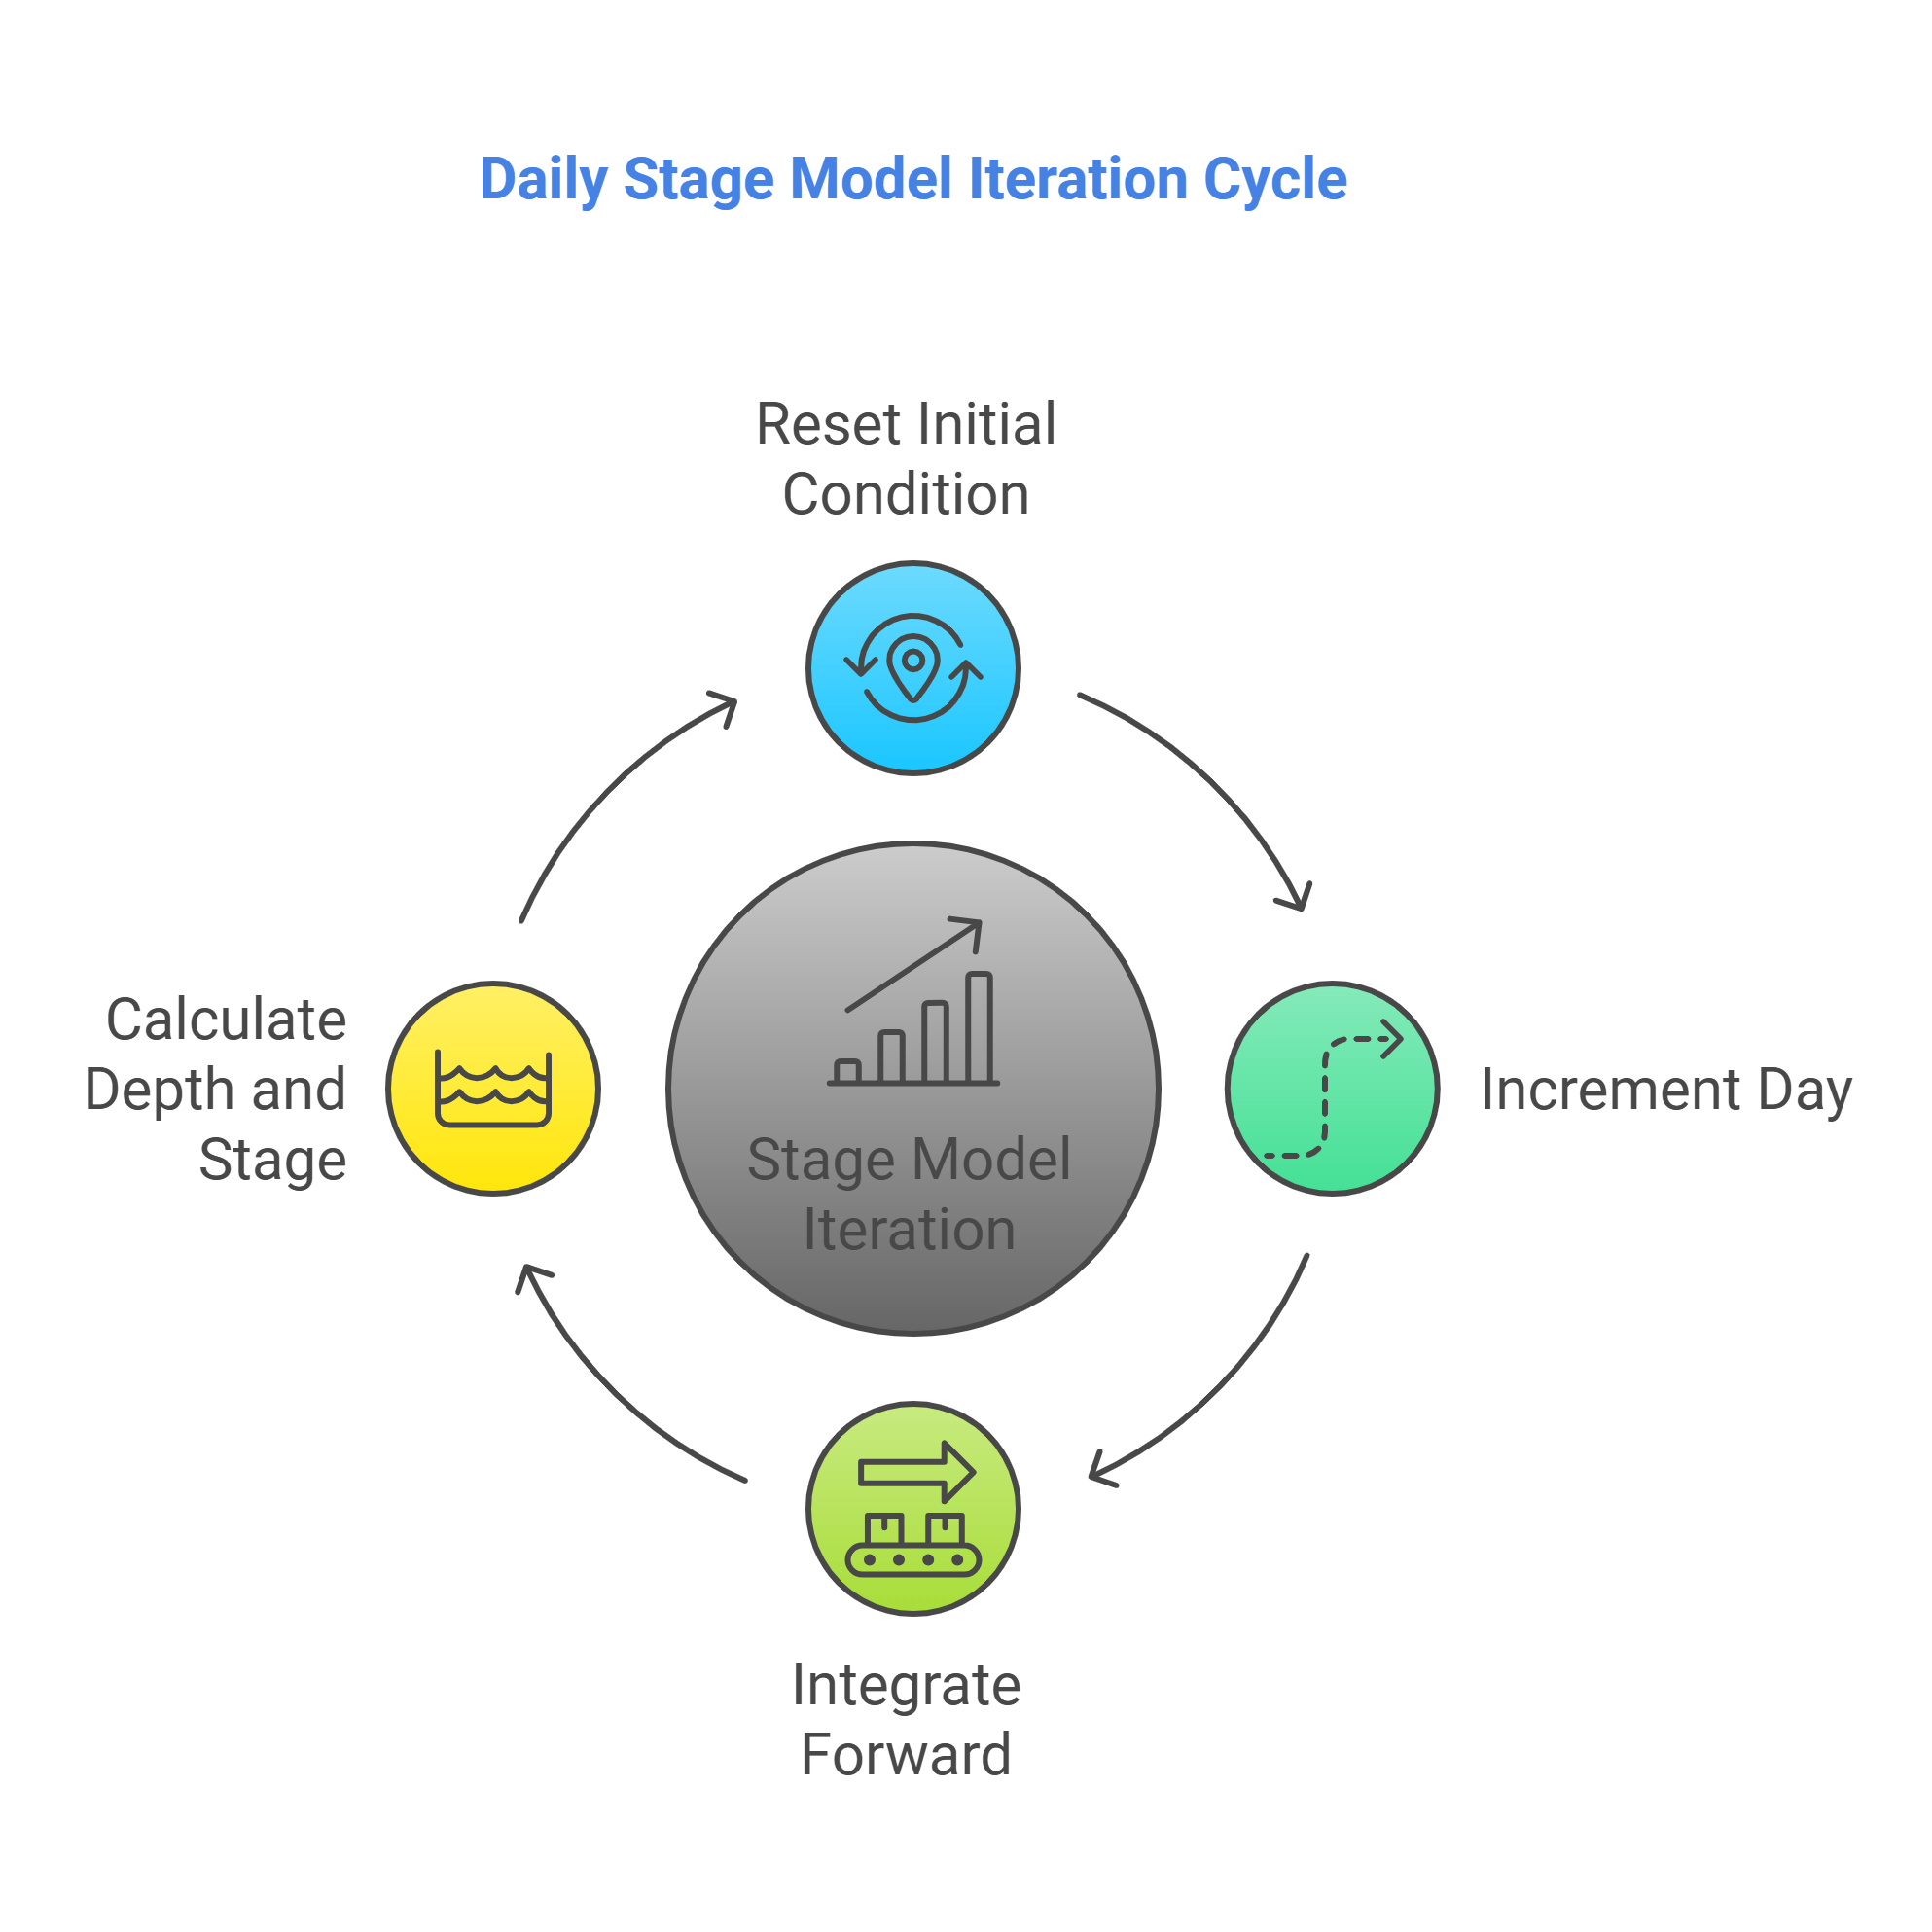 Daily Stage Model Iteration Cycle
Reset Initial
Condition
Calculate
Depth and
Stage
Stage Model
Iteration
Increment Day
Integrate
Forward